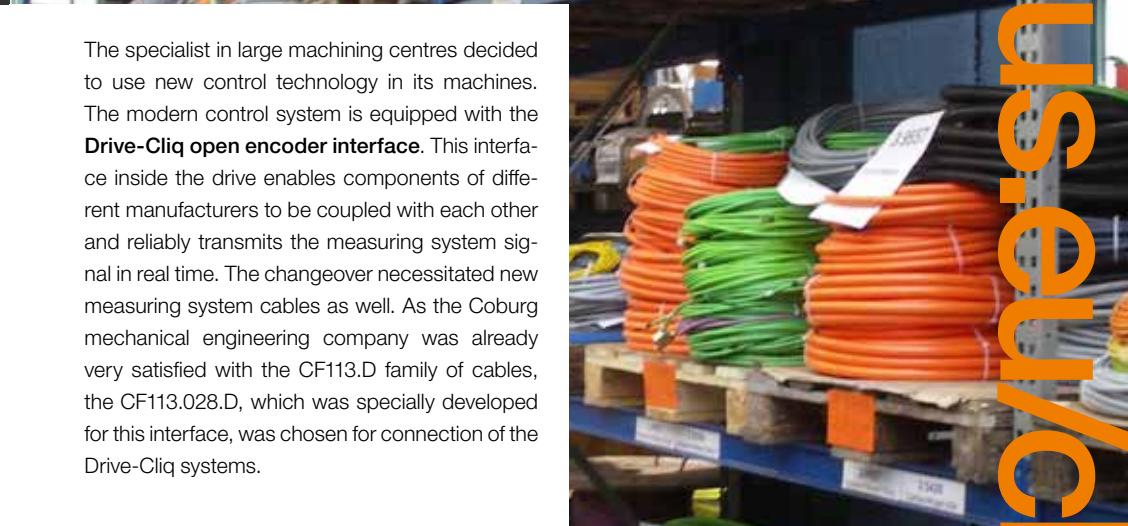 The specialist in large machining centres decided
to use new control technology in its machines.
The modern control system is equipped with the
Drive-Cliq open encoder interface. This interfa-
ce inside the drive enables components of diffe-
rent manufacturers to be coupled with each other
and reliably transmits the measuring system sig-
nal in real time. The changeover necessitated new
measuring system cables as well. As the Coburg
mechanical engineering company was already
very satisfied with the CF113.D family of cables,
the CF113.028.D, which was specially developed
for this interface, was chosen for connection of the
Drive-Cliq systems.
us.eu/c